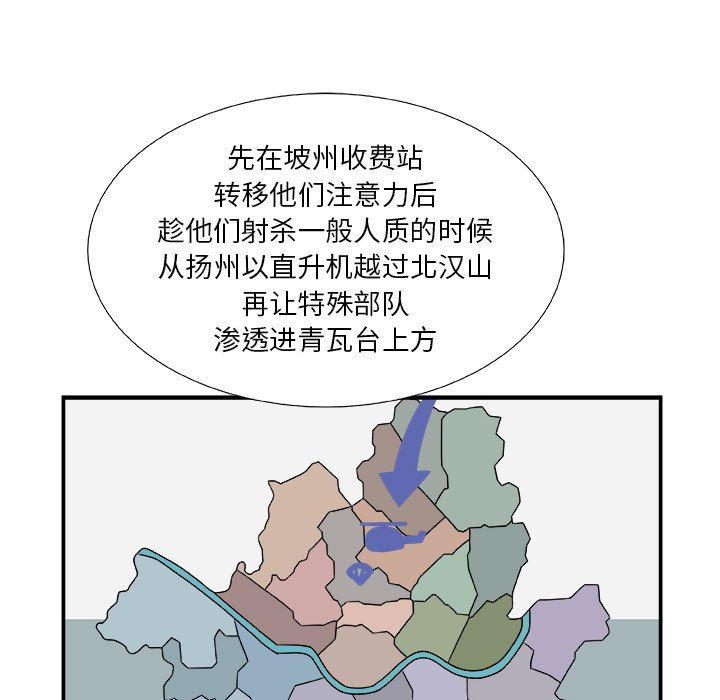 先在坡州收费站
转移他们注意力后
趁他们射杀一般人质的时候
从扬州以直升机越过北汉山
再让特殊部队
渗透进青瓦台上方